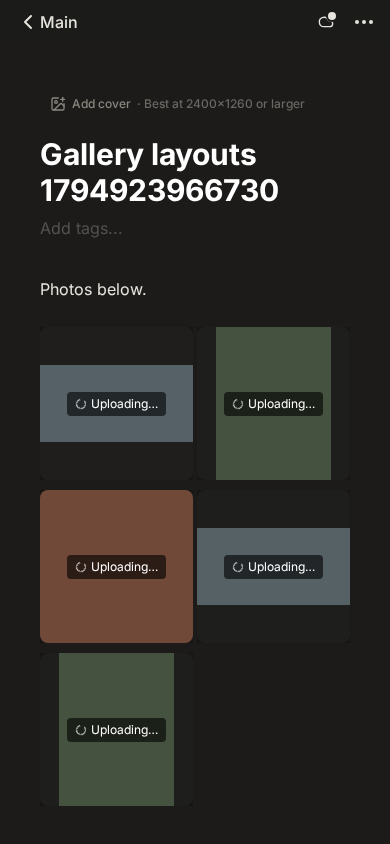 Main
Add cover · Best at 2400×1260 or larger
Gallery layouts
1794923966730
Add tags...
Photos below.
Uploading...
Uploading...
Uploading...
Uploading...
Uploading...